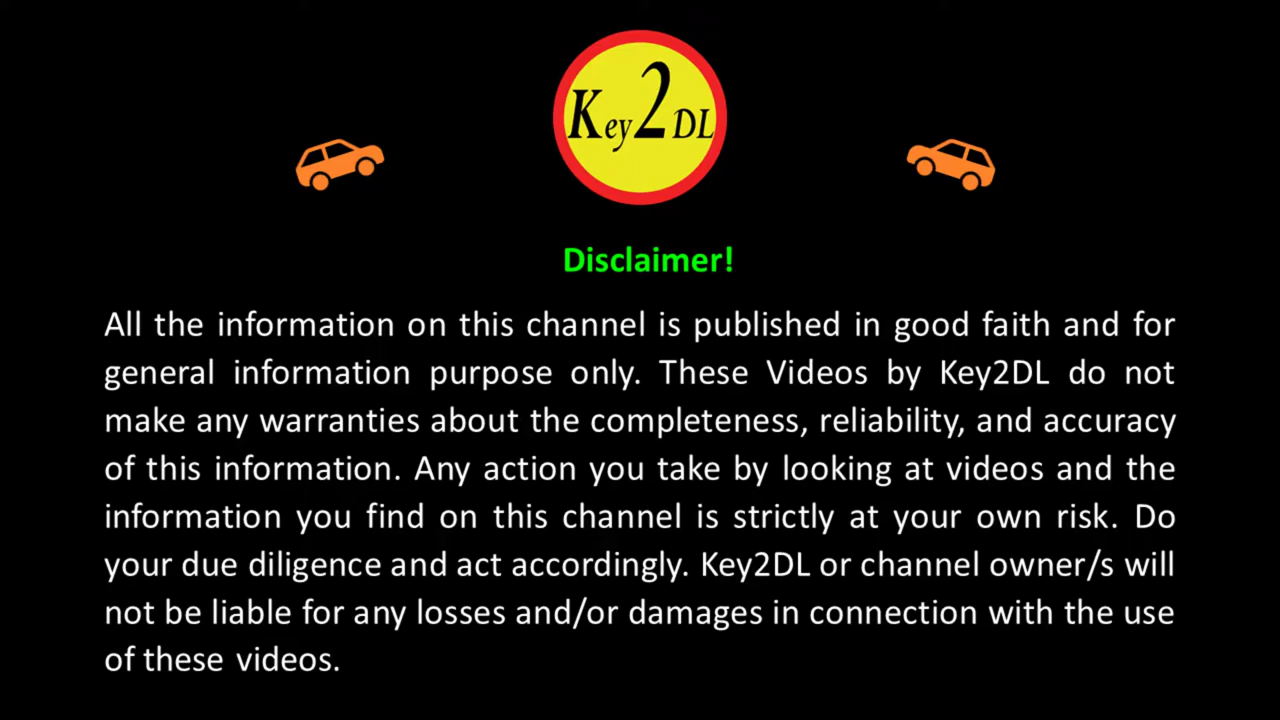 Key2DL
Disclaimer!
All the information on this channel is published in good faith and for
general information purpose only. These Videos by Key2DL do not
make any warranties about the completeness, reliability, and accuracy
of this information. Any action you take by looking at videos and the
information you find on this channel is strictly at your own risk. Do
your due diligence and act accordingly. Key2DL or channel owner/s will
not be liable for any losses and/or damages in connection with the use
of these videos.